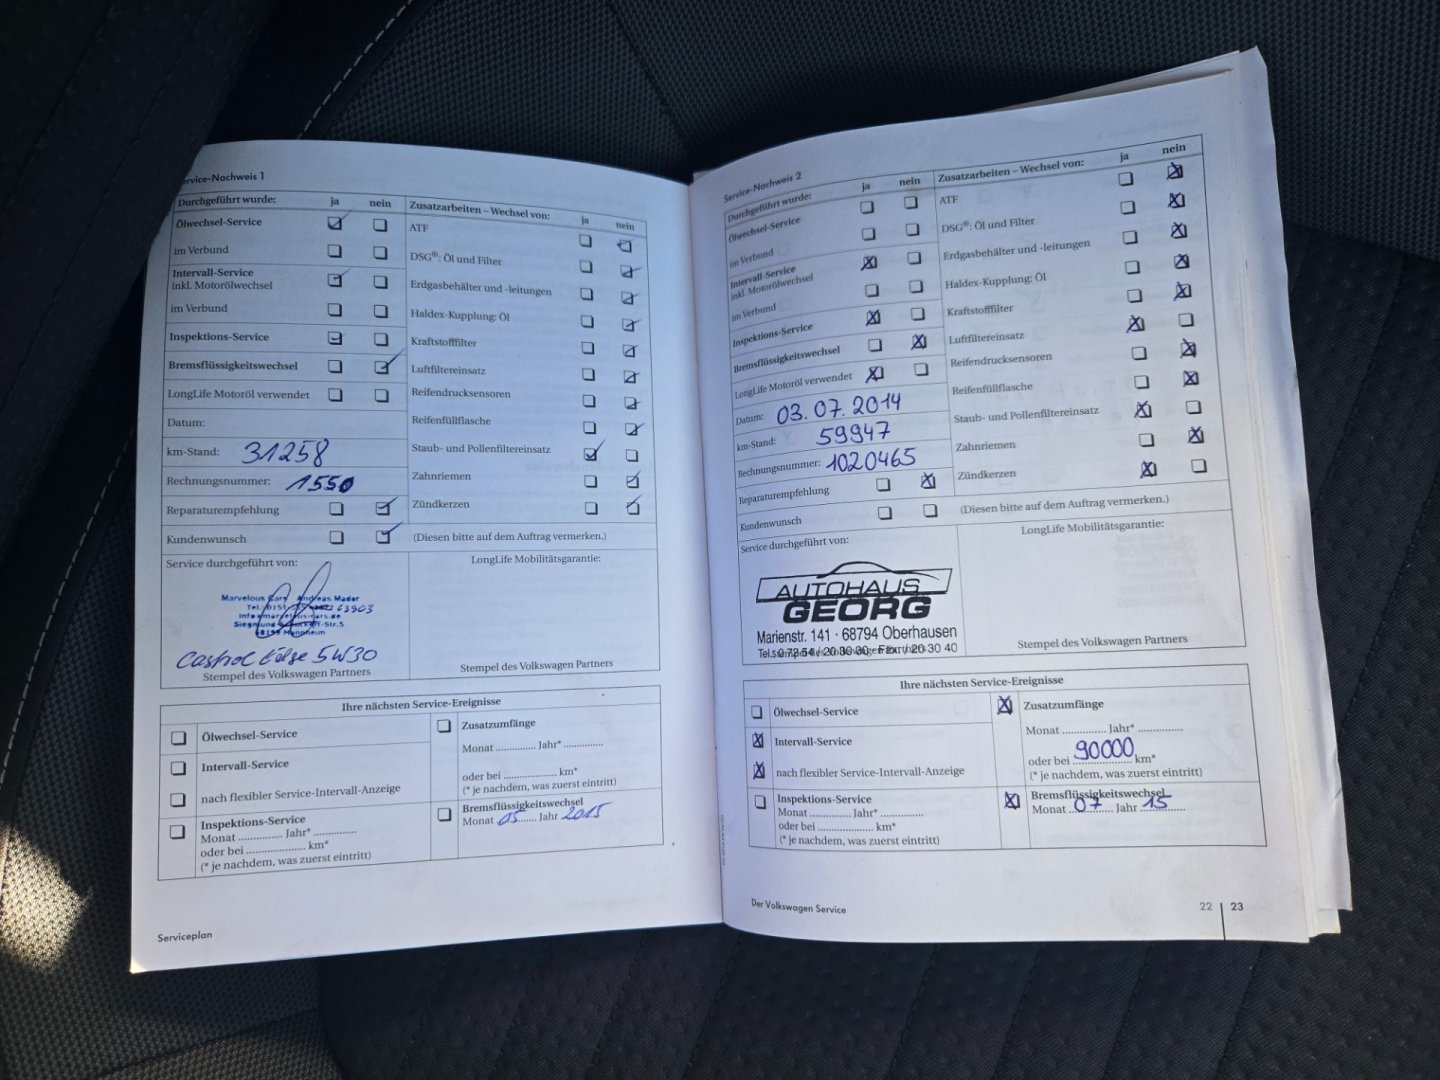 Service-Nachweis 1
Durchgeführt wurde: ja nein
Ölwechsel-Service
im Verbund
Intervall-Service
inkl. Motorölwechsel
im Verbund
Inspektions-Service
Bremsflüssigkeitswechsel
LongLife Motoröl verwendet
Datum:
km-Stand: 31258
Rechnungsnummer: 1550
Reparaturempfehlung
Kundenwunsch
Zusatzarbeiten – Wechsel von: ja nein
ATF
DSG®: Öl und Filter
Erdgasbehälter und -leitungen
Haldex-Kupplung: Öl
Kraftstofffilter
Luftfiltereinsatz
Reifendrucksensoren
Reifenfüllflasche
Staub- und Pollenfiltereinsatz
Zahnriemen
Zündkerzen
(Diesen bitte auf dem Auftrag vermerken.)
Service durchgeführt von:
Marvelous Cars Andreas Mader
68199 Mannheim
Castrol Edge 5W30
Stempel des Volkswagen Partners
LongLife Mobilitätsgarantie:
Stempel des Volkswagen Partners
Ihre nächsten Service-Ereignisse
Ölwechsel-Service
Intervall-Service
nach flexibler Service-Intervall-Anzeige
Inspektions-Service
Monat .............. Jahr* ..............
oder bei .................. km*
(* je nachdem, was zuerst eintritt)
Zusatzumfänge
Monat .............. Jahr* ..............
oder bei .................. km*
(* je nachdem, was zuerst eintritt)
Bremsflüssigkeitswechsel
Monat 05 Jahr 2015
Serviceplan
Service-Nachweis 2
Durchgeführt wurde: ja nein
Ölwechsel-Service
im Verbund
Intervall-Service
inkl. Motorölwechsel
im Verbund
Inspektions-Service
Bremsflüssigkeitswechsel
LongLife Motoröl verwendet
Datum: 03.07.2014
km-Stand: 59947
Rechnungsnummer: 1020465
Reparaturempfehlung
Kundenwunsch
Zusatzarbeiten – Wechsel von: ja nein
ATF
DSG®: Öl und Filter
Erdgasbehälter und -leitungen
Haldex-Kupplung: Öl
Kraftstofffilter
Luftfiltereinsatz
Reifendrucksensoren
Reifenfüllflasche
Staub- und Pollenfiltereinsatz
Zahnriemen
Zündkerzen
(Diesen bitte auf dem Auftrag vermerken.)
Service durchgeführt von:
AUTOHAUS
GEORG
Marienstr. 141 · 68794 Oberhausen
Tel. 0 72 54 / 20 30 30 Fax / 20 30 40
LongLife Mobilitätsgarantie:
Stempel des Volkswagen Partners
Ihre nächsten Service-Ereignisse
Ölwechsel-Service
Intervall-Service
nach flexibler Service-Intervall-Anzeige
Inspektions-Service
Monat .............. Jahr* ..............
oder bei .................. km*
(* je nachdem, was zuerst eintritt)
Zusatzumfänge
Monat .............. Jahr* ..............
oder bei 90000 km*
(* je nachdem, was zuerst eintritt)
Bremsflüssigkeitswechsel
Monat 07 Jahr 15
Der Volkswagen Service
22 | 23